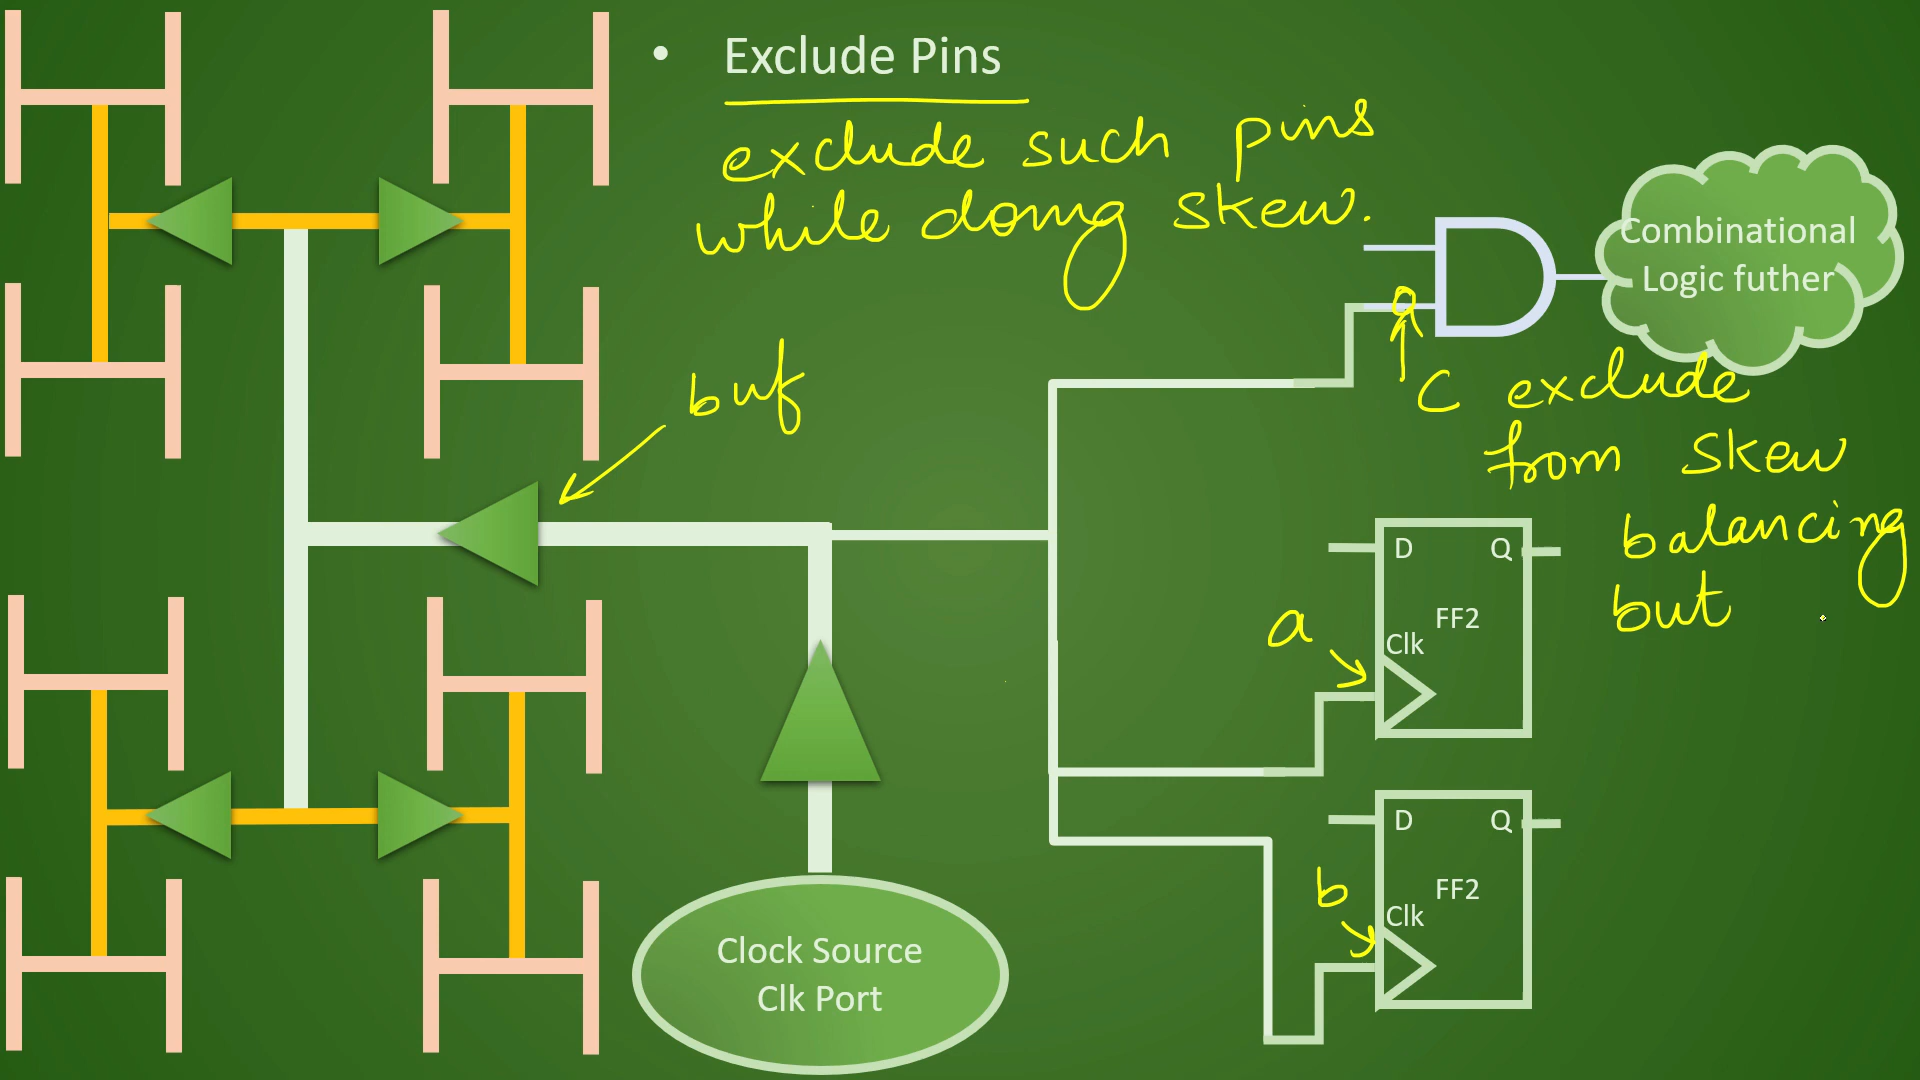 • Exclude Pins
exclude such pins
while doing skew.
Combinational
Logic futher
buf
C exclude
from skew
balancing
but
D Q
FF2
Clk
a
D Q
FF2
Clk
b
Clock Source
Clk Port